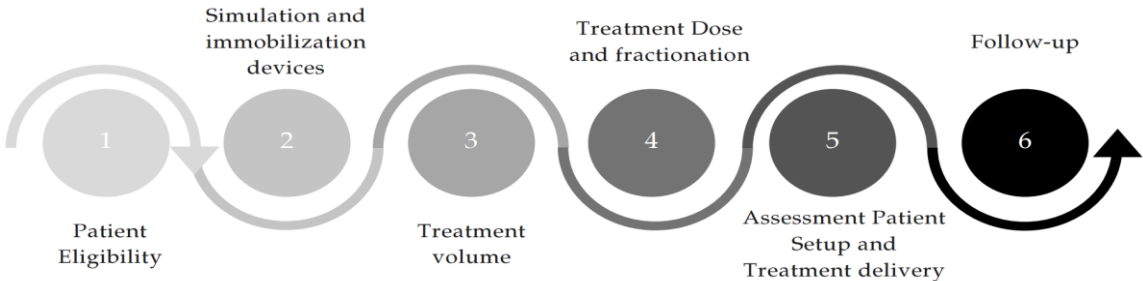 1
Patient
Eligibility
Simulation and
immobilization
devices
2
3
Treatment
volume
Treatment Dose
and fractionation
4
5
Assessment Patient
Setup and
Treatment delivery
Follow-up
6